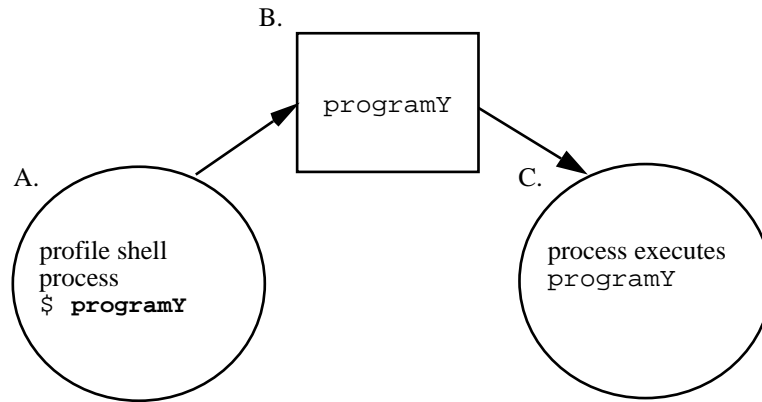 B.
programY
A.
profile shell
process
$ programY
C.
process executes
programY